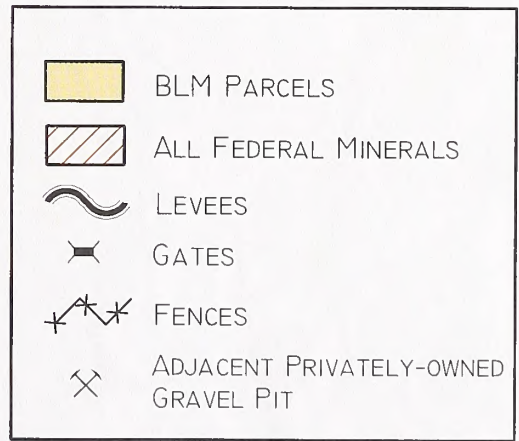 BLM PARCELS
ALL FEDERAL MINERALS
LEVEES
GATES
FENCES
ADJACENT PRIVATELY-OWNED
GRAVEL PIT